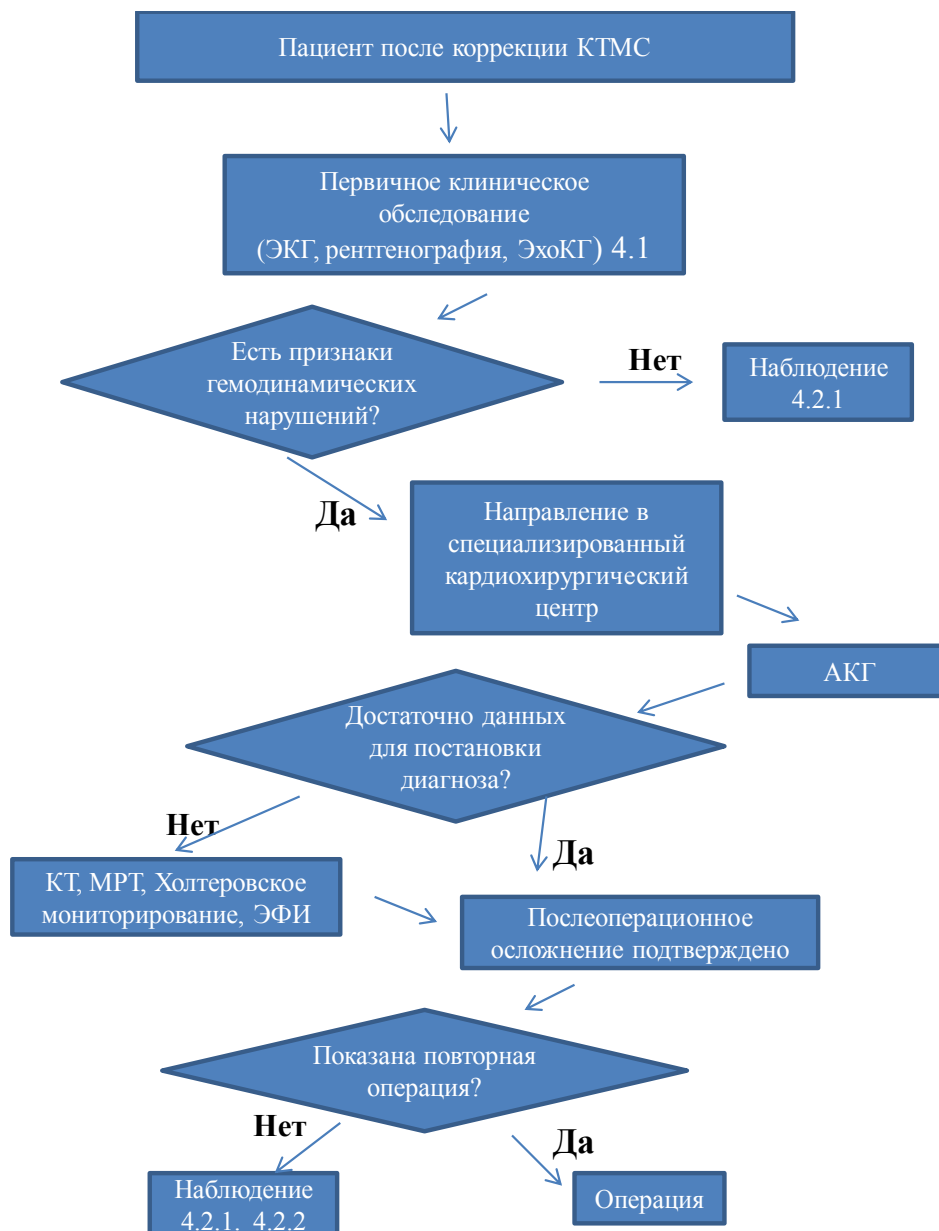 Пациент после коррекции КТМС
Первичное клиническое
обследование
(ЭКГ, рентгенография, ЭхоКГ) 4.1
Есть признаки
гемодинамических
нарушений?
Нет
Наблюдение
4.2.1
Да
Направление в
специализированный
кардиохирургический
центр
АКГ
Достаточно данных
для постановки
диагноза?
Нет
Да
КТ, МРТ, Холтеровское
мониторирование, ЭФИ
Послеоперационное
осложнение подтверждено
Показана повторная
операция?
Нет
Да
Наблюдение
4.2.1. 4.2.2
Операция